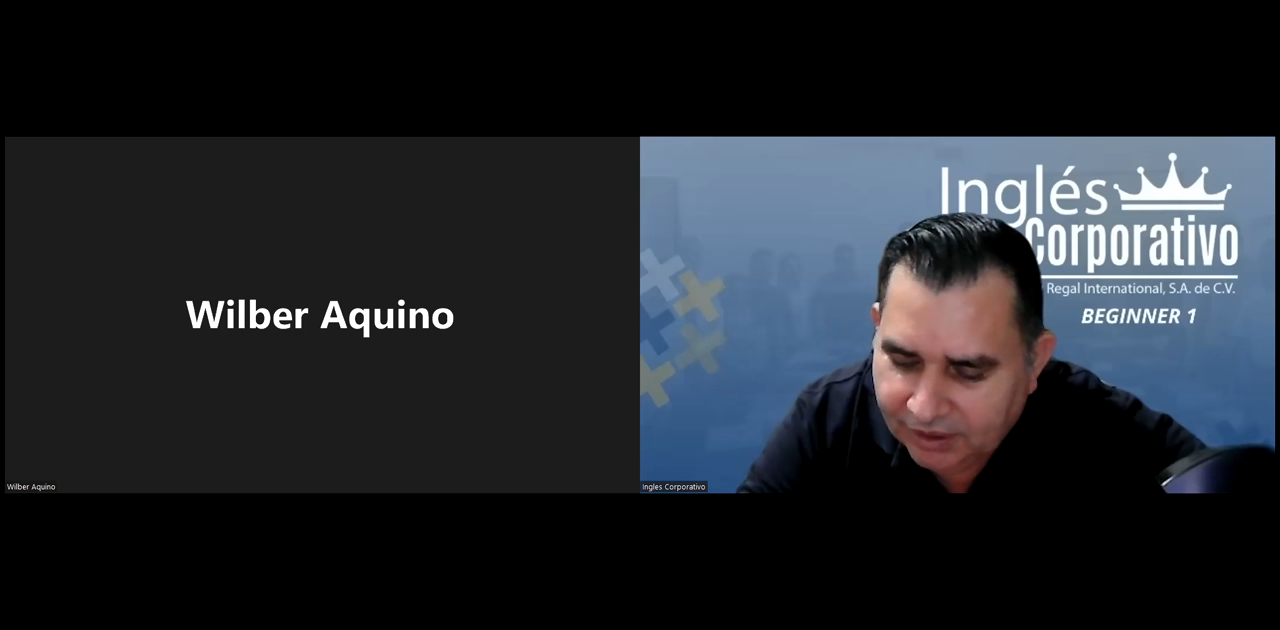 Wilber Aquino
Wilber Aquino
Inglés
Corporativo
Regal International, S.A. de C.V.
BEGINNER 1
Ingles Corporativo